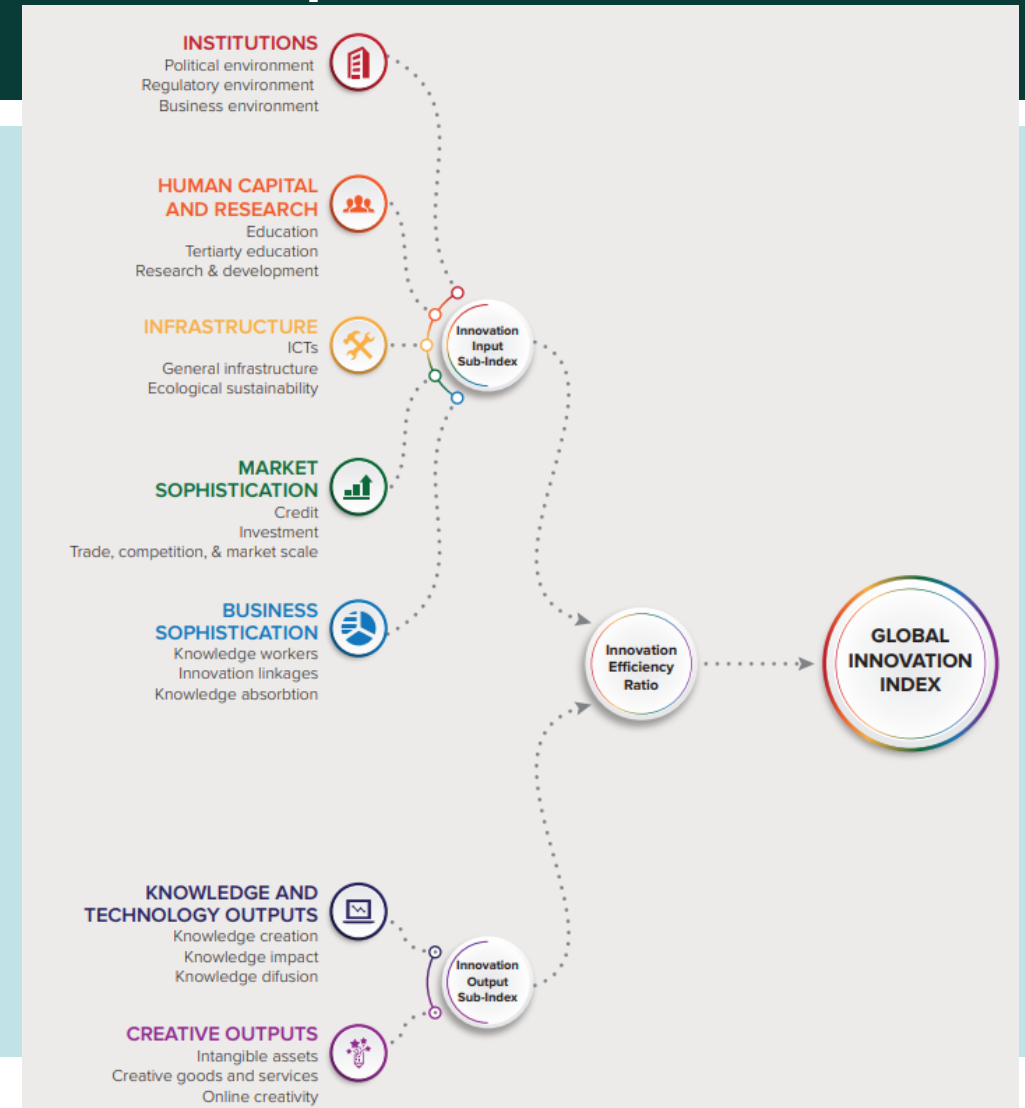 INSTITUTIONS
Political environment
Regulatory environment
Business environment
HUMAN CAPITAL
AND RESEARCH
Education
Tertiarty education
Research & development
INFRASTRUCTURE
ICTs
General infrastructure
Ecological sustainability
MARKET
SOPHISTICATION
Credit
Investment
Trade, competition, & market scale
BUSINESS
SOPHISTICATION
Knowledge workers
Innovation linkages
Knowledge absorbtion
KNOWLEDGE AND
TECHNOLOGY OUTPUTS
Knowledge creation
Knowledge impact
Knowledge difusion
CREATIVE OUTPUTS
Intangible assets
Creative goods and services
Online creativity
Innovation
Input
Sub-Index
Innovation
Output
Sub-Index
Innovation
Efficiency
Ratio
GLOBAL
INNOVATION
INDEX